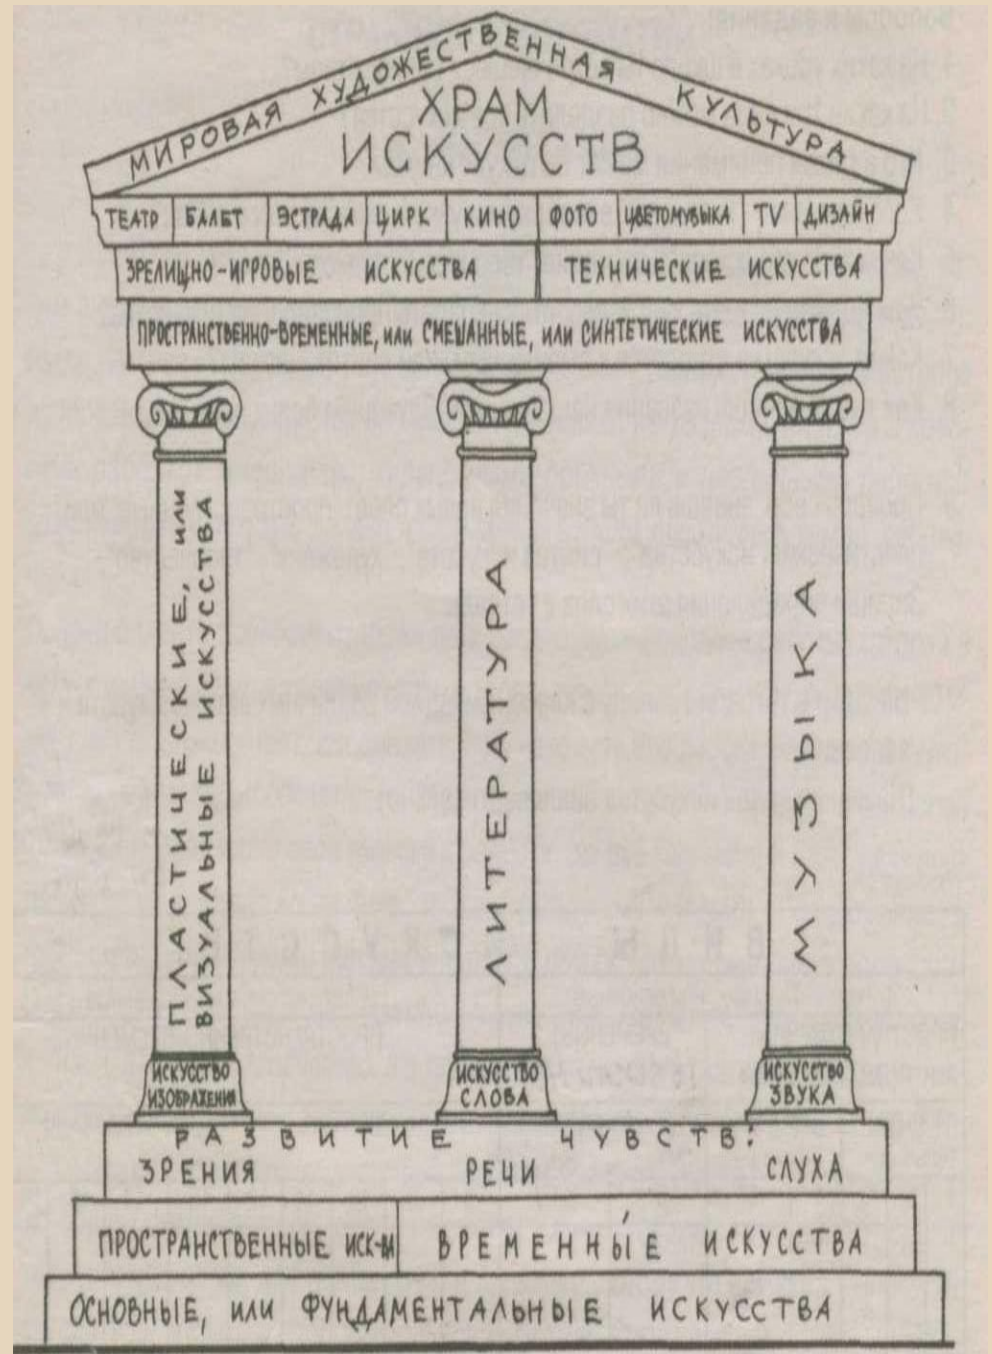 МИРОВАЯ ХУДОЖЕСТВЕННАЯ КУЛЬТУРА
ХРАМ
ИСКУССТВ
ТЕАТР БАЛЕТ ЭСТРАДА ЦИРК КИНО ФОТО ЦВЕТОМУЗЫКА TV ДИЗАЙН
ЗРЕЛИЩНО-ИГРОВЫЕ ИСКУССТВА ТЕХНИЧЕСКИЕ ИСКУССТВА
ПРОСТРАНСТВЕННО-ВРЕМЕННЫЕ, или СМЕШАННЫЕ, или СИНТЕТИЧЕСКИЕ ИСКУССТВА
ПЛАСТИЧЕСКИЕ, или
ВИЗУАЛЬНЫЕ ИСКУССТВА
ЛИТЕРАТУРА
МУЗЫКА
ИСКУССТВО
ИЗОБРАЖЕНИЯ
ИСКУССТВО
СЛОВА
ИСКУССТВО
ЗВУКА
РАЗВИТИЕ ЧУВСТВ:
ЗРЕНИЯ РЕЧИ СЛУХА
ПРОСТРАНСТВЕННЫЕ ИСК-ВА ВРЕМЕННЫ́Е ИСКУССТВА
ОСНОВНЫЕ, или ФУНДАМЕНТАЛЬНЫЕ ИСКУССТВА